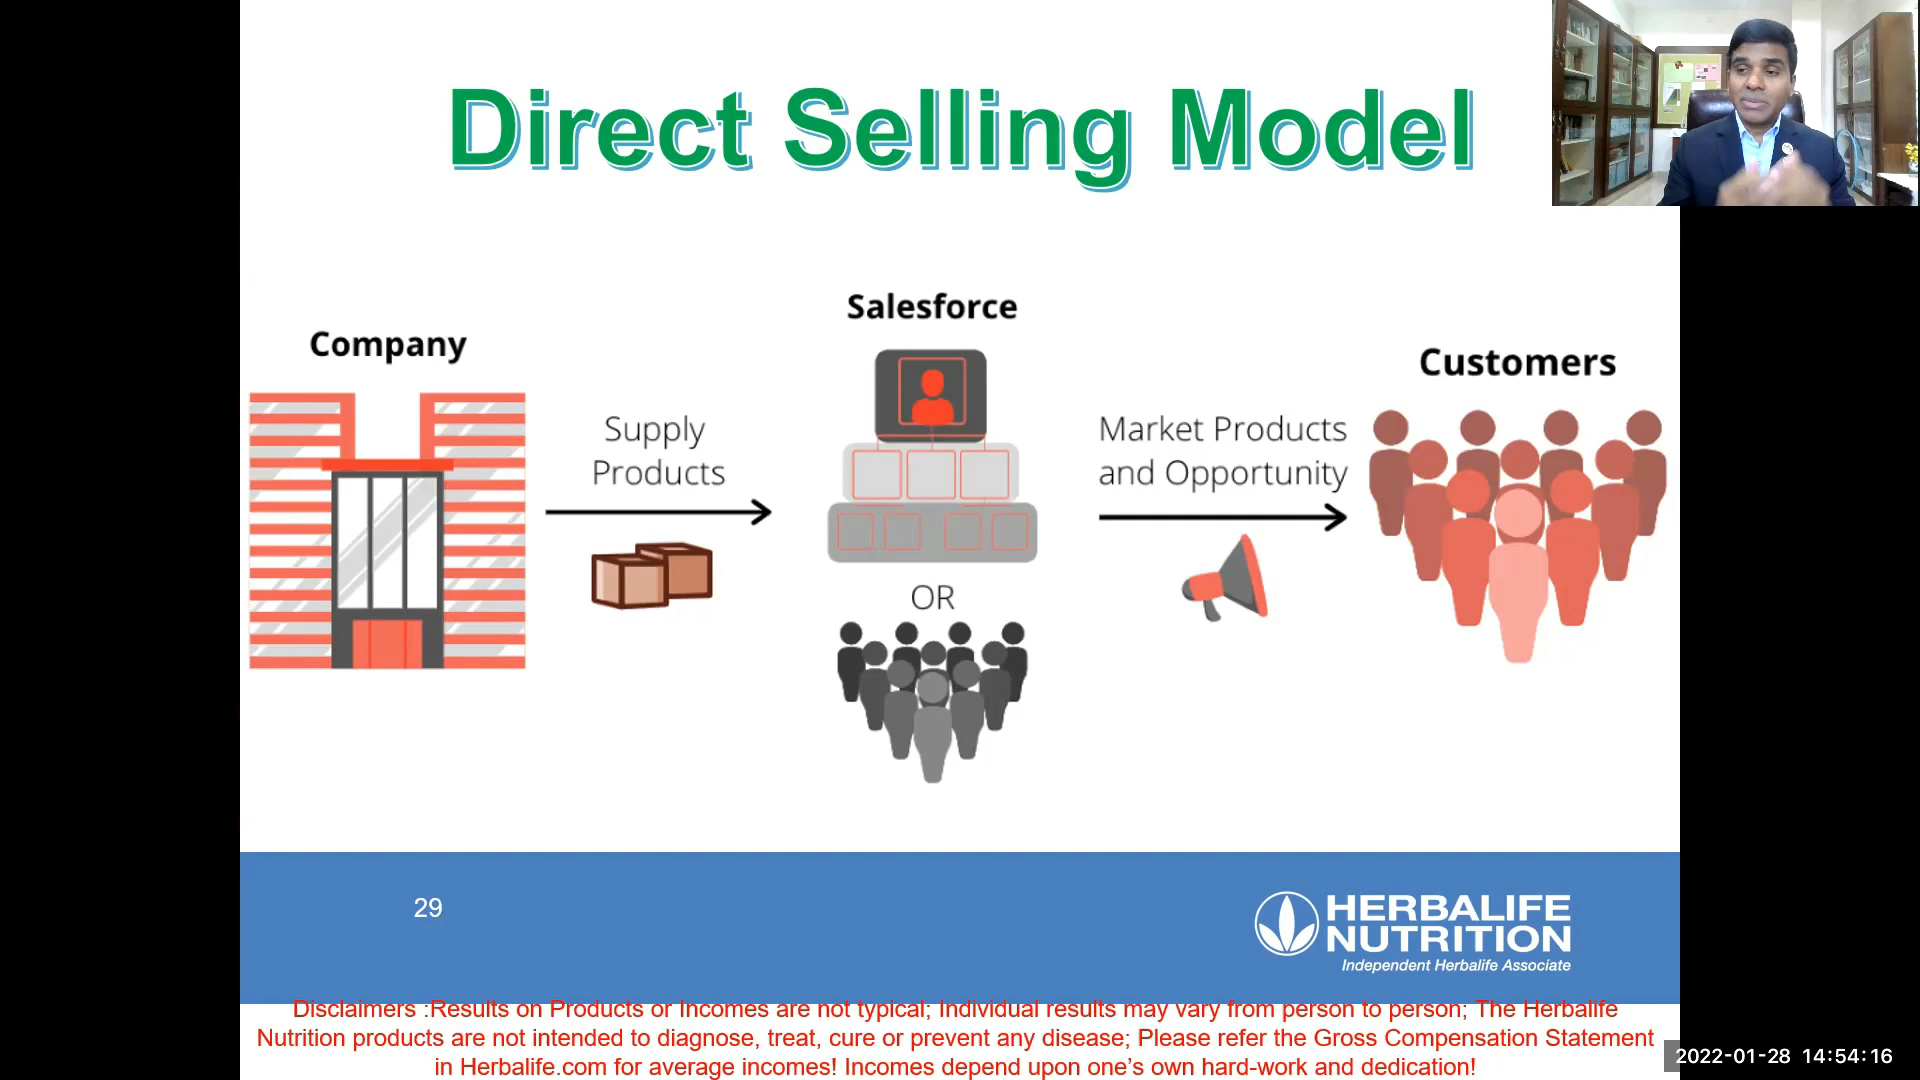 Direct Selling Model
Company
Supply
Products
Salesforce
OR
Market Products
and Opportunity
Customers
29
HERBALIFE
NUTRITION
Independent Herbalife Associate
Disclaimers :Results on Products or Incomes are not typical; Individual results may vary from person to person; The Herbalife
Nutrition products are not intended to diagnose, treat, cure or prevent any disease; Please refer the Gross Compensation Statement
in Herbalife.com for average incomes! Incomes depend upon one’s own hard-work and dedication!
2022-01-28 14:54:16